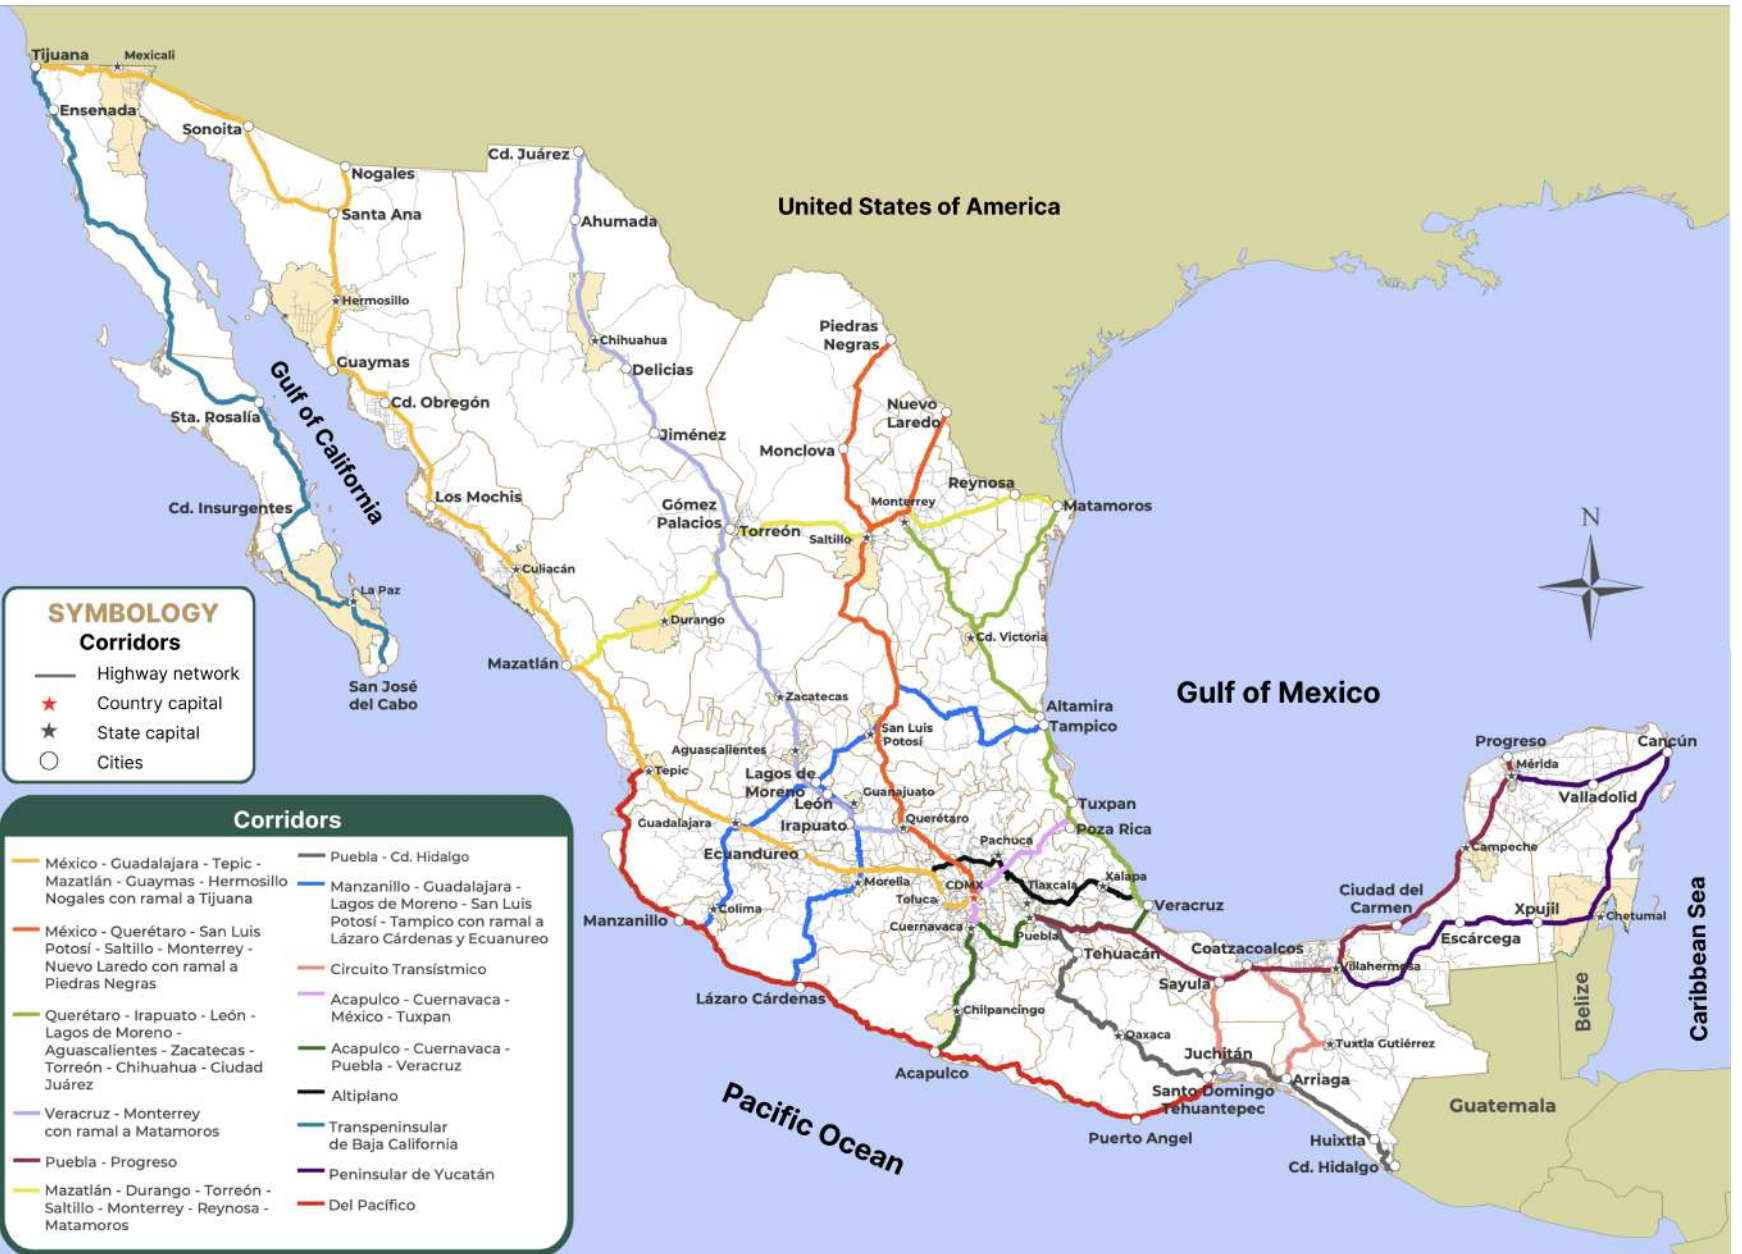 Tijuana
Mexicali
Ensenada
Sonoita
Nogales
Santa Ana
Cd. Juárez
Ahumada
United States of America
Hermosillo
Guaymas
Chihuahua
Delicias
Piedras
Negras
Gulf of California
Cd. Obregón
Sta. Rosalía
Nuevo
Laredo
Jiménez
Monclova
Los Mochis
Cd. Insurgentes
Gómez
Palacios
Torreón
Monterrey
Reynosa
Matamoros
Saltillo
N
Culiacán
La Paz
Durango
Cd. Victoria
Mazatlán
San José
del Cabo
Zacatecas
Gulf of Mexico
Altamira
Tampico
San Luis
Potosí
Aguascalientes
Tepic
Lagos de
Moreno
León
Guanajuato
Progreso
Mérida
Cancún
Valladolid
Tuxpan
Poza Rica
Guadalajara
Irapuato
Querétaro
Pachuca
Ecuandureo
Campeche
Morelia
CDMX
Tlaxcala
Xalapa
Toluca
Ciudad del
Carmen
Xpujil
Chetumal
Colima
Manzanillo
Veracruz
Cuernavaca
Puebla
Tehuacán
Coatzacoalcos
Escárcega
Villahermosa
Caribbean Sea
Lázaro Cárdenas
Sayula
Belize
Chilpancingo
Oaxaca
Tuxtla Gutiérrez
Juchitán
Acapulco
Arriaga
Santo Domingo
Tehuantepec
Guatemala
Pacific Ocean
Puerto Angel
Huixtla
Cd. Hidalgo
SYMBOLOGY
Corridors
Highway network
Country capital
State capital
Cities
Corridors
México - Guadalajara - Tepic -
Mazatlán - Guaymas - Hermosillo
Nogales con ramal a Tijuana
México - Querétaro - San Luis
Potosí - Saltillo - Monterrey -
Nuevo Laredo con ramal a
Piedras Negras
Querétaro - Irapuato - León -
Lagos de Moreno -
Aguascalientes - Zacatecas -
Torreón - Chihuahua - Ciudad
Juárez
Veracruz - Monterrey
con ramal a Matamoros
Puebla - Progreso
Mazatlán - Durango - Torreón -
Saltillo - Monterrey - Reynosa -
Matamoros
Puebla - Cd. Hidalgo
Manzanillo - Guadalajara -
Lagos de Moreno - San Luis
Potosí - Tampico con ramal a
Lázaro Cárdenas y Ecuanureo
Circuito Transístmico
Acapulco - Cuernavaca -
México - Tuxpan
Acapulco - Cuernavaca -
Puebla - Veracruz
Altiplano
Transpeninsular
de Baja California
Peninsular de Yucatán
Del Pacífico